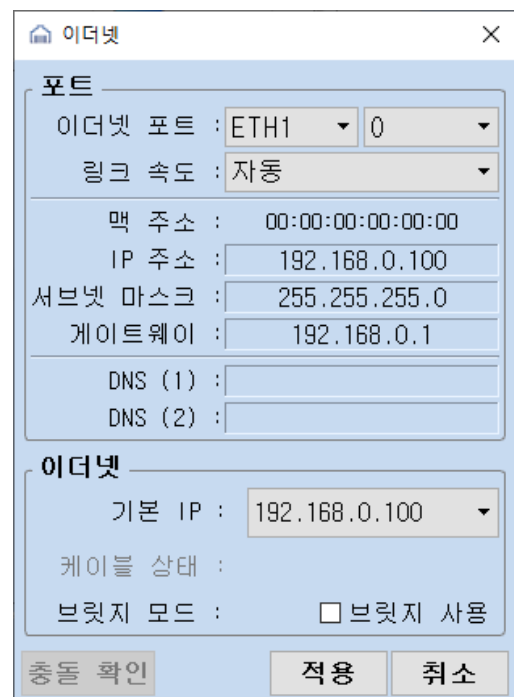 이더넷
포트
이더넷 포트 : ETH1 0
링크 속도 : 자동
맥 주소 : 00:00:00:00:00:00
IP 주소 : 192.168.0.100
서브넷 마스크 : 255.255.255.0
게이트웨이 : 192.168.0.1
DNS (1) :
DNS (2) :
이더넷
기본 IP : 192.168.0.100
케이블 상태 :
브릿지 모드 : 브릿지 사용
충돌 확인 적용 취소